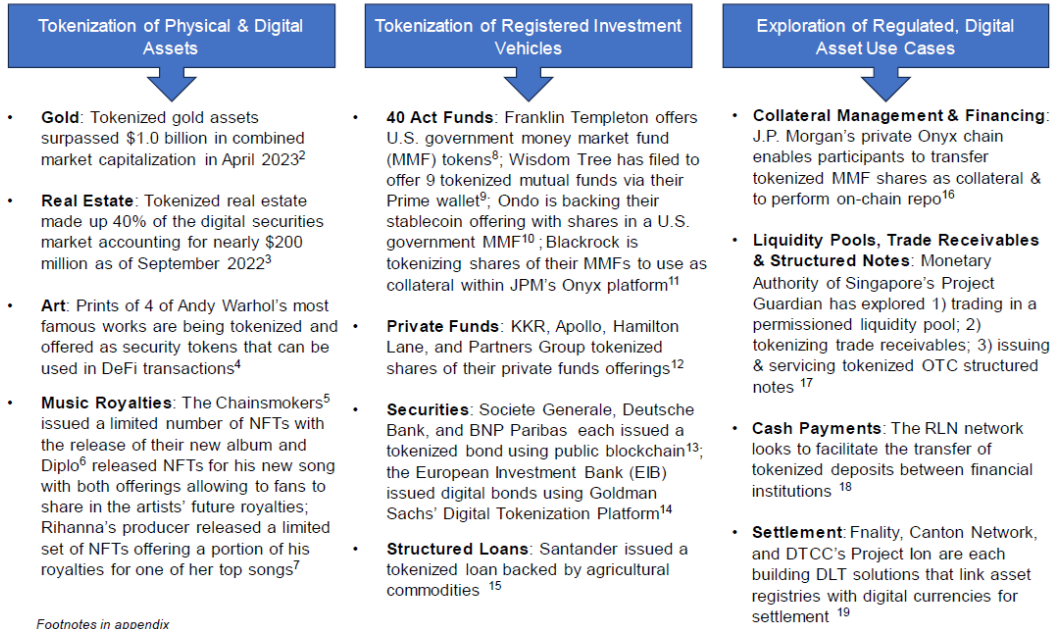 Tokenization of Physical & Digital
Assets
• Gold: Tokenized gold assets
surpassed $1.0 billion in combined
market capitalization in April 20232
• Real Estate: Tokenized real estate
made up 40% of the digital securities
market accounting for nearly $200
million as of September 20223
• Art: Prints of 4 of Andy Warhol's most
famous works are being tokenized and
offered as security tokens that can be
used in DeFi transactions4
• Music Royalties: The Chainsmokers5
issued a limited number of NFTs with
the release of their new album and
Diplo6 released NFTs for his new song
with both offerings allowing to fans to
share in the artists' future royalties;
Rihanna's producer released a limited
set of NFTs offering a portion of his
royalties for one of her top songs7
Footnotes in appendix
Tokenization of Registered Investment
Vehicles
• 40 Act Funds: Franklin Templeton offers
U.S. government money market fund
(MMF) tokens8; Wisdom Tree has filed to
offer 9 tokenized mutual funds via their
Prime wallet9; Ondo is backing their
stablecoin offering with shares in a U.S.
government MMF10 ; Blackrock is
tokenizing shares of their MMFs to use as
collateral within JPM's Onyx platform11
• Private Funds: KKR, Apollo, Hamilton
Lane, and Partners Group tokenized
shares of their private funds offerings12
• Securities: Societe Generale, Deutsche
Bank, and BNP Paribas each issued a
tokenized bond using public blockchain13;
the European Investment Bank (EIB)
issued digital bonds using Goldman
Sachs' Digital Tokenization Platform14
• Structured Loans: Santander issued a
tokenized loan backed by agricultural
commodities 15
Exploration of Regulated, Digital
Asset Use Cases
• Collateral Management & Financing:
J.P. Morgan's private Onyx chain
enables participants to transfer
tokenized MMF shares as collateral &
to perform on-chain repo16
• Liquidity Pools, Trade Receivables
& Structured Notes: Monetary
Authority of Singapore's Project
Guardian has explored 1) trading in a
permissioned liquidity pool; 2)
tokenizing trade receivables; 3) issuing
& servicing tokenized OTC structured
notes 17
• Cash Payments: The RLN network
looks to facilitate the transfer of
tokenized deposits between financial
institutions 18
• Settlement: Fnality, Canton Network,
and DTCC's Project Ion are each
building DLT solutions that link asset
registries with digital currencies for
settlement 19